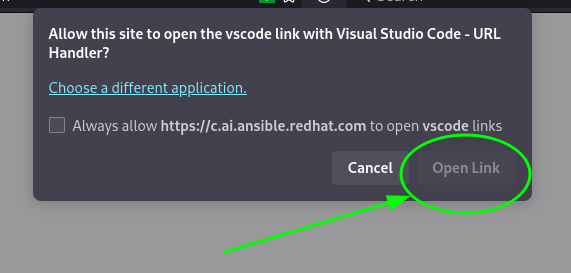 Search
Allow this site to open the vscode link with Visual Studio Code - URL
Handler?
Choose a different application.
Always allow https://c.ai.ansible.redhat.com to open vscode links
Cancel
Open Link